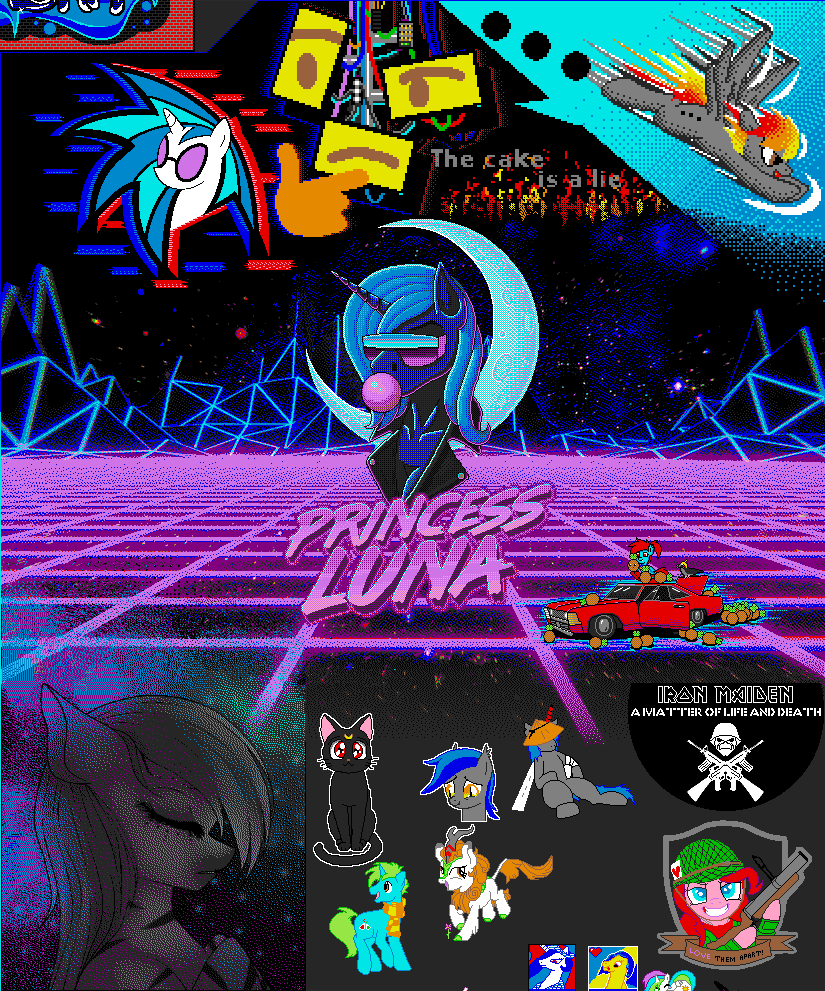 The cake
is a lie
PRINCESS
LUNA
IRON MAIDEN
A MATTER OF LIFE AND DEATH
LOVE THEM APART!